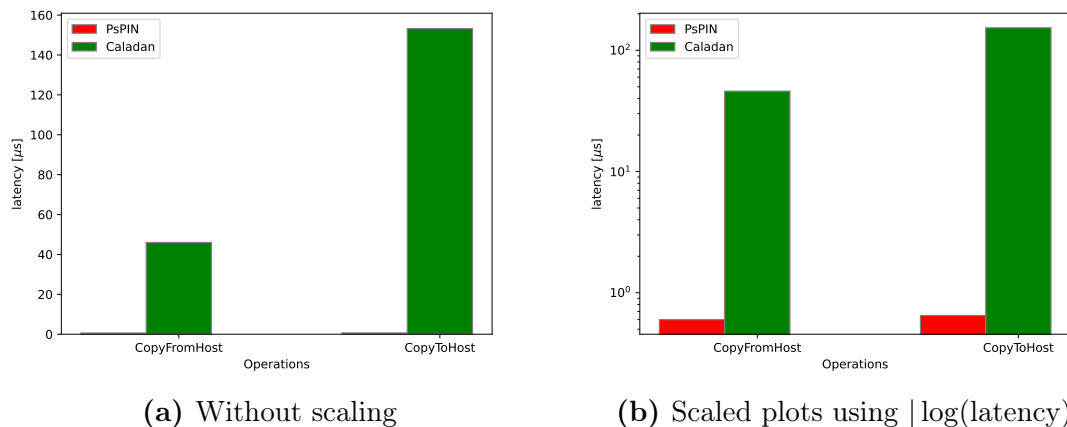 160
140
120
100
80
60
40
20
0
latency [μs]
PsPIN
Caladan
CopyFromHost
CopyToHost
Operations
(a) Without scaling
10²
10¹
10⁰
latency [μs]
PsPIN
Caladan
CopyFromHost
CopyToHost
Operations
(b) Scaled plots using | log(latency)